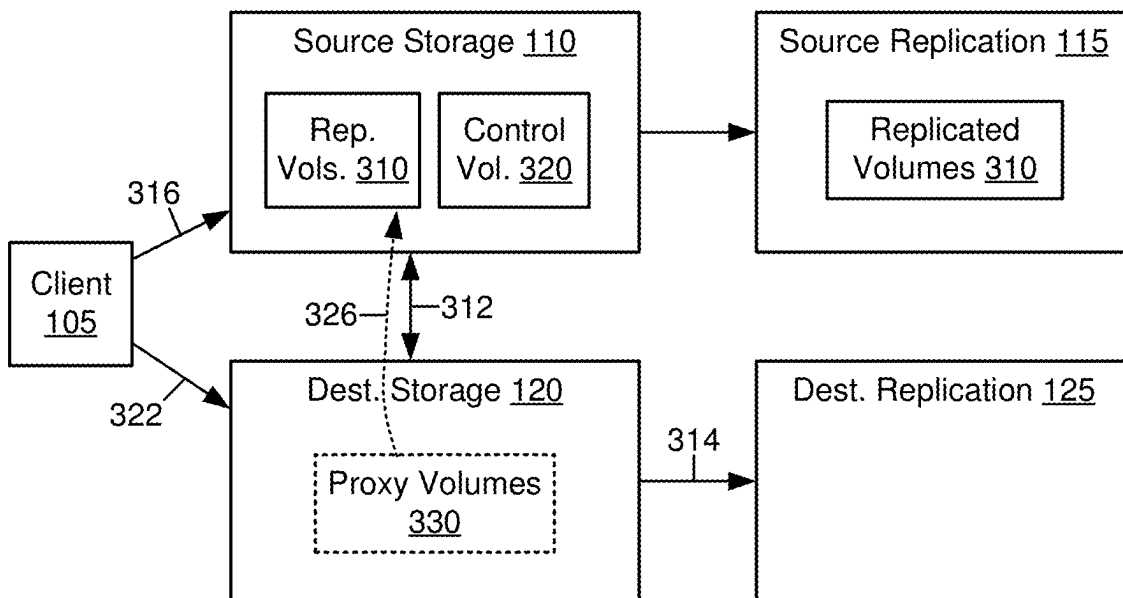 Source Storage 110
Rep.
Vols. 310
Control
Vol. 320
Source Replication 115
Replicated
Volumes 310
316
Client
105
322
326
312
Dest. Storage 120
Proxy Volumes
330
314
Dest. Replication 125